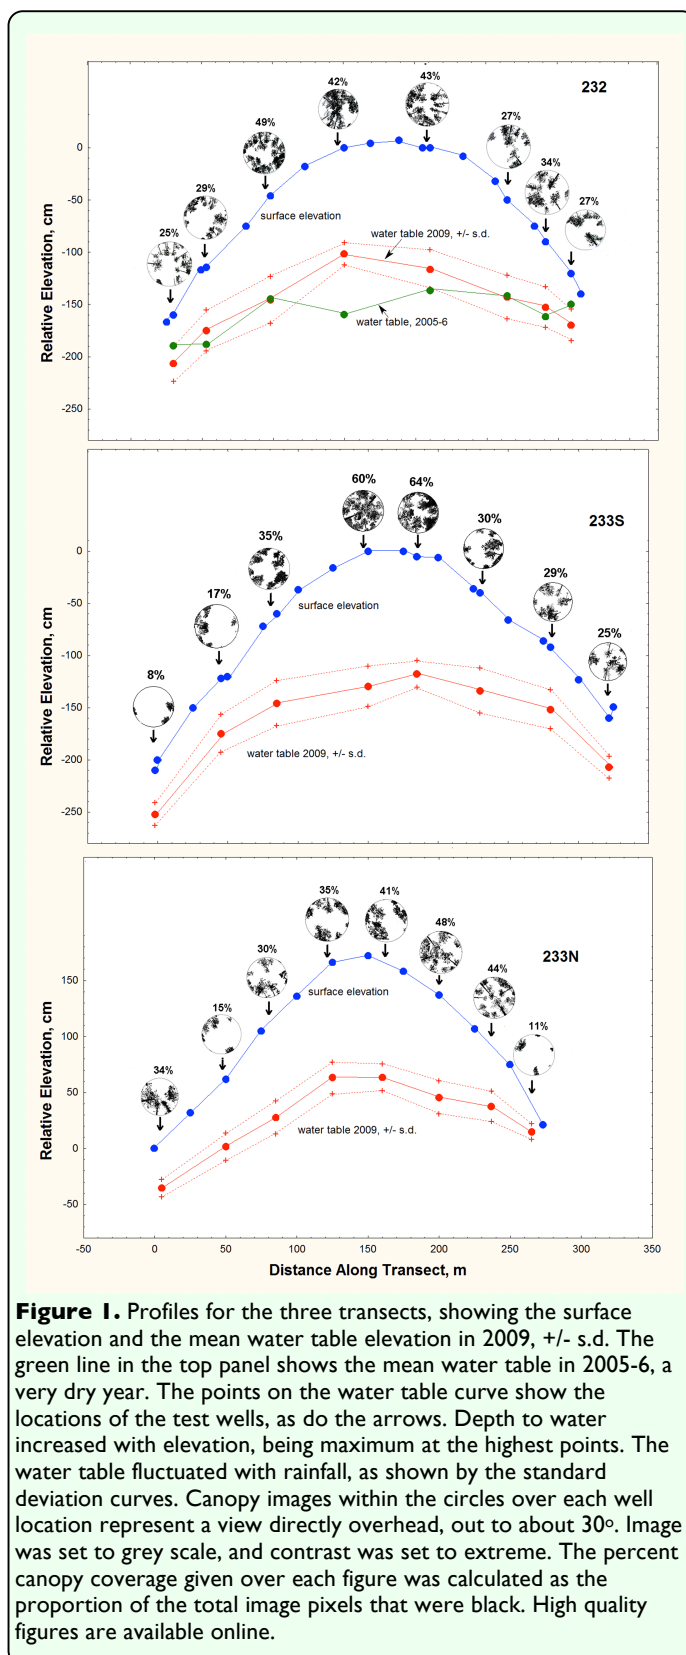 232
42%
43%
49%
27%
34%
29%
27%
25%
0
-50
-100
-150
-200
-250
Relative Elevation, cm
surface elevation
water table 2009, +/- s.d.
water table, 2005-6
233S
60%
64%
35%
30%
29%
17%
25%
8%
0
-50
-100
-150
-200
-250
Relative Elevation, cm
surface elevation
water table 2009, +/- s.d.
233N
35%
41%
48%
30%
44%
15%
11%
34%
150
100
50
0
-50
Relative Elevation, cm
surface elevation
water table 2009, +/- s.d.
-50 0 50 100 150 200 250 300 350
Distance Along Transect, m
Figure 1. Profiles for the three transects, showing the surface
elevation and the mean water table elevation in 2009, +/- s.d. The
green line in the top panel shows the mean water table in 2005-6, a
very dry year. The points on the water table curve show the
locations of the test wells, as do the arrows. Depth to water
increased with elevation, being maximum at the highest points. The
water table fluctuated with rainfall, as shown by the standard
deviation curves. Canopy images within the circles over each well
location represent a view directly overhead, out to about 30o. Image
was set to grey scale, and contrast was set to extreme. The percent
canopy coverage given over each figure was calculated as the
proportion of the total image pixels that were black. High quality
figures are available online.